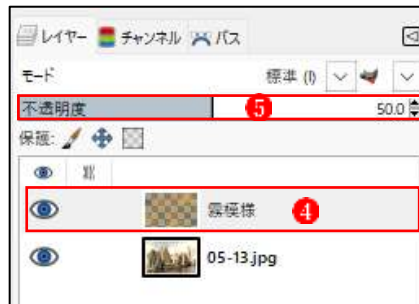 レイヤー チャンネル パス
モード 標準 (I)
不透明度 5 50.0
保護:
霧模様 4
05-13.jpg